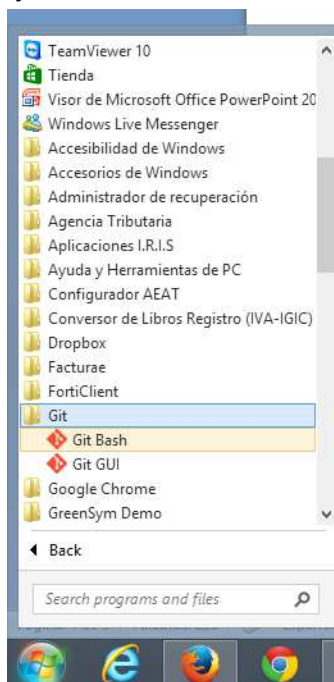 TeamViewer 10
Tienda
Visor de Microsoft Office PowerPoint 20
Windows Live Messenger
Accesibilidad de Windows
Accesorios de Windows
Administrador de recuperación
Agencia Tributaria
Aplicaciones I.R.I.S
Ayuda y Herramientas de PC
Configurador AEAT
Conversor de Libros Registro (IVA-IGIC)
Dropbox
Facturae
FortiClient
Git
Git Bash
Git GUI
Google Chrome
GreenSym Demo
Back
Search programs and files